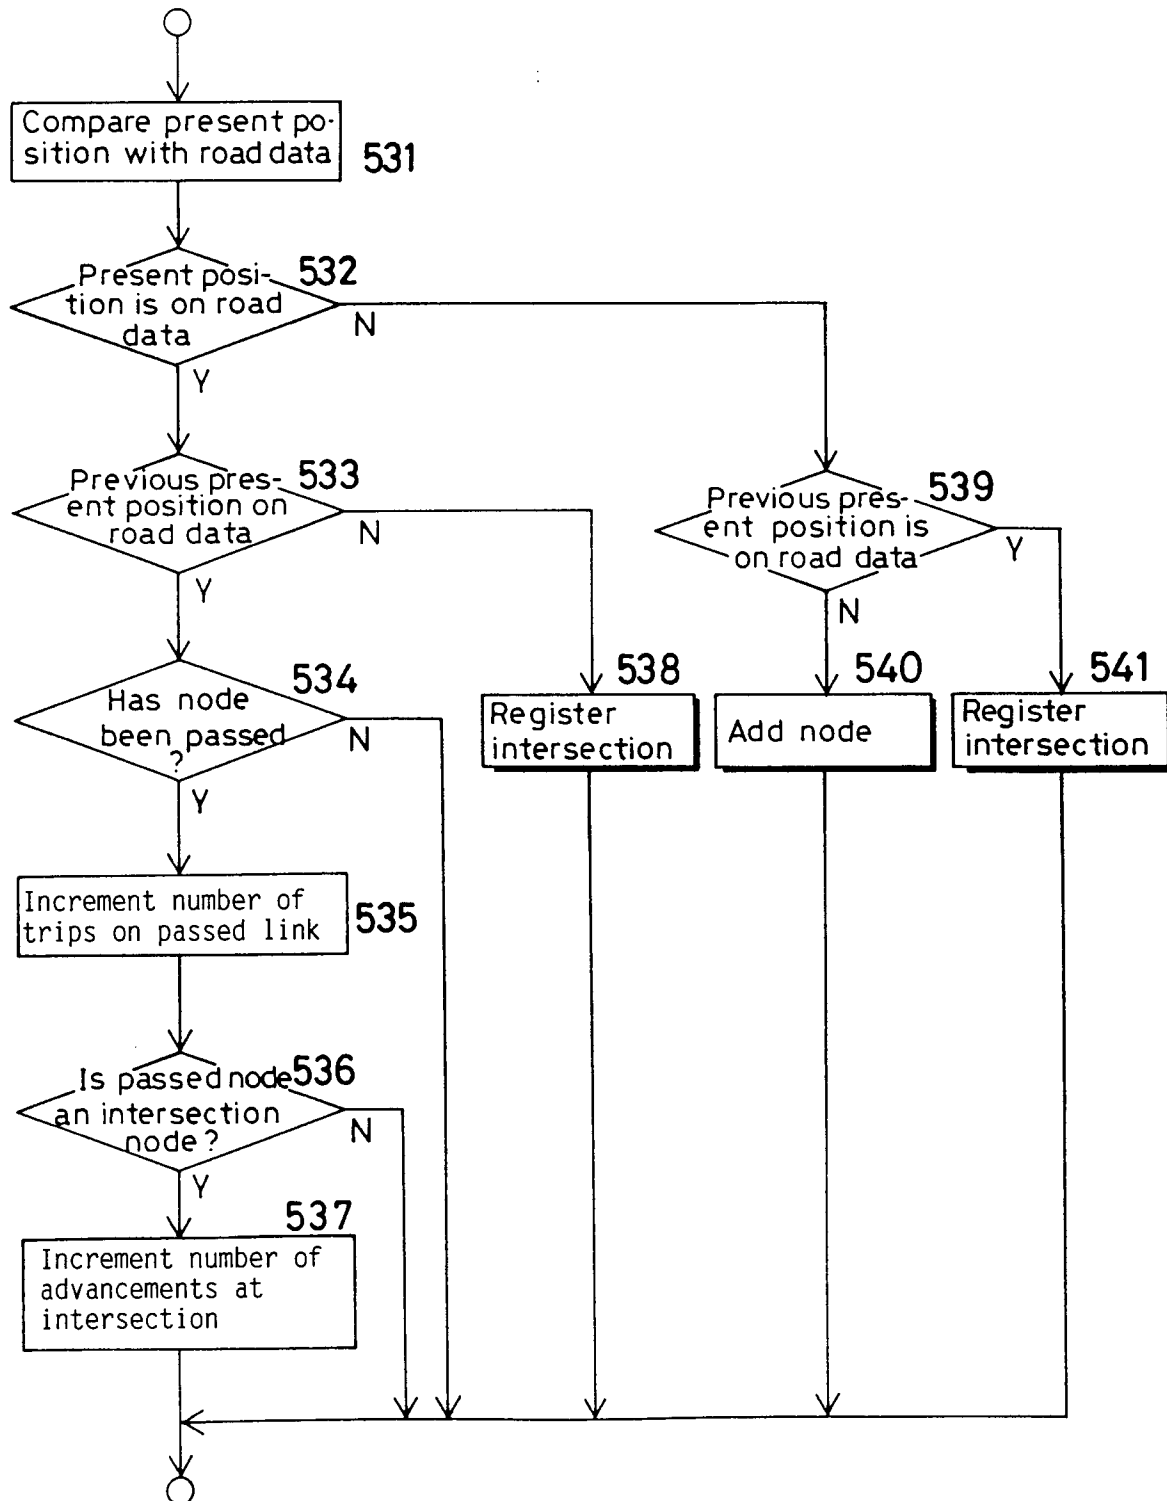 Compare present po-
sition with road data
531
Present posi-
tion is on road
data
532
N
Y
Previous pres-
ent position on
road data
533
N
Y
Previous pres-
ent position is
on road data
539
Y
N
Has node
been passed
?
534
N
Y
Register
intersection
538
Add node
540
Register
intersection
541
Increment number of
trips on passed link
535
Is passed node
an intersection
node?
536
N
Y
537
Increment number of
advancements at
intersection